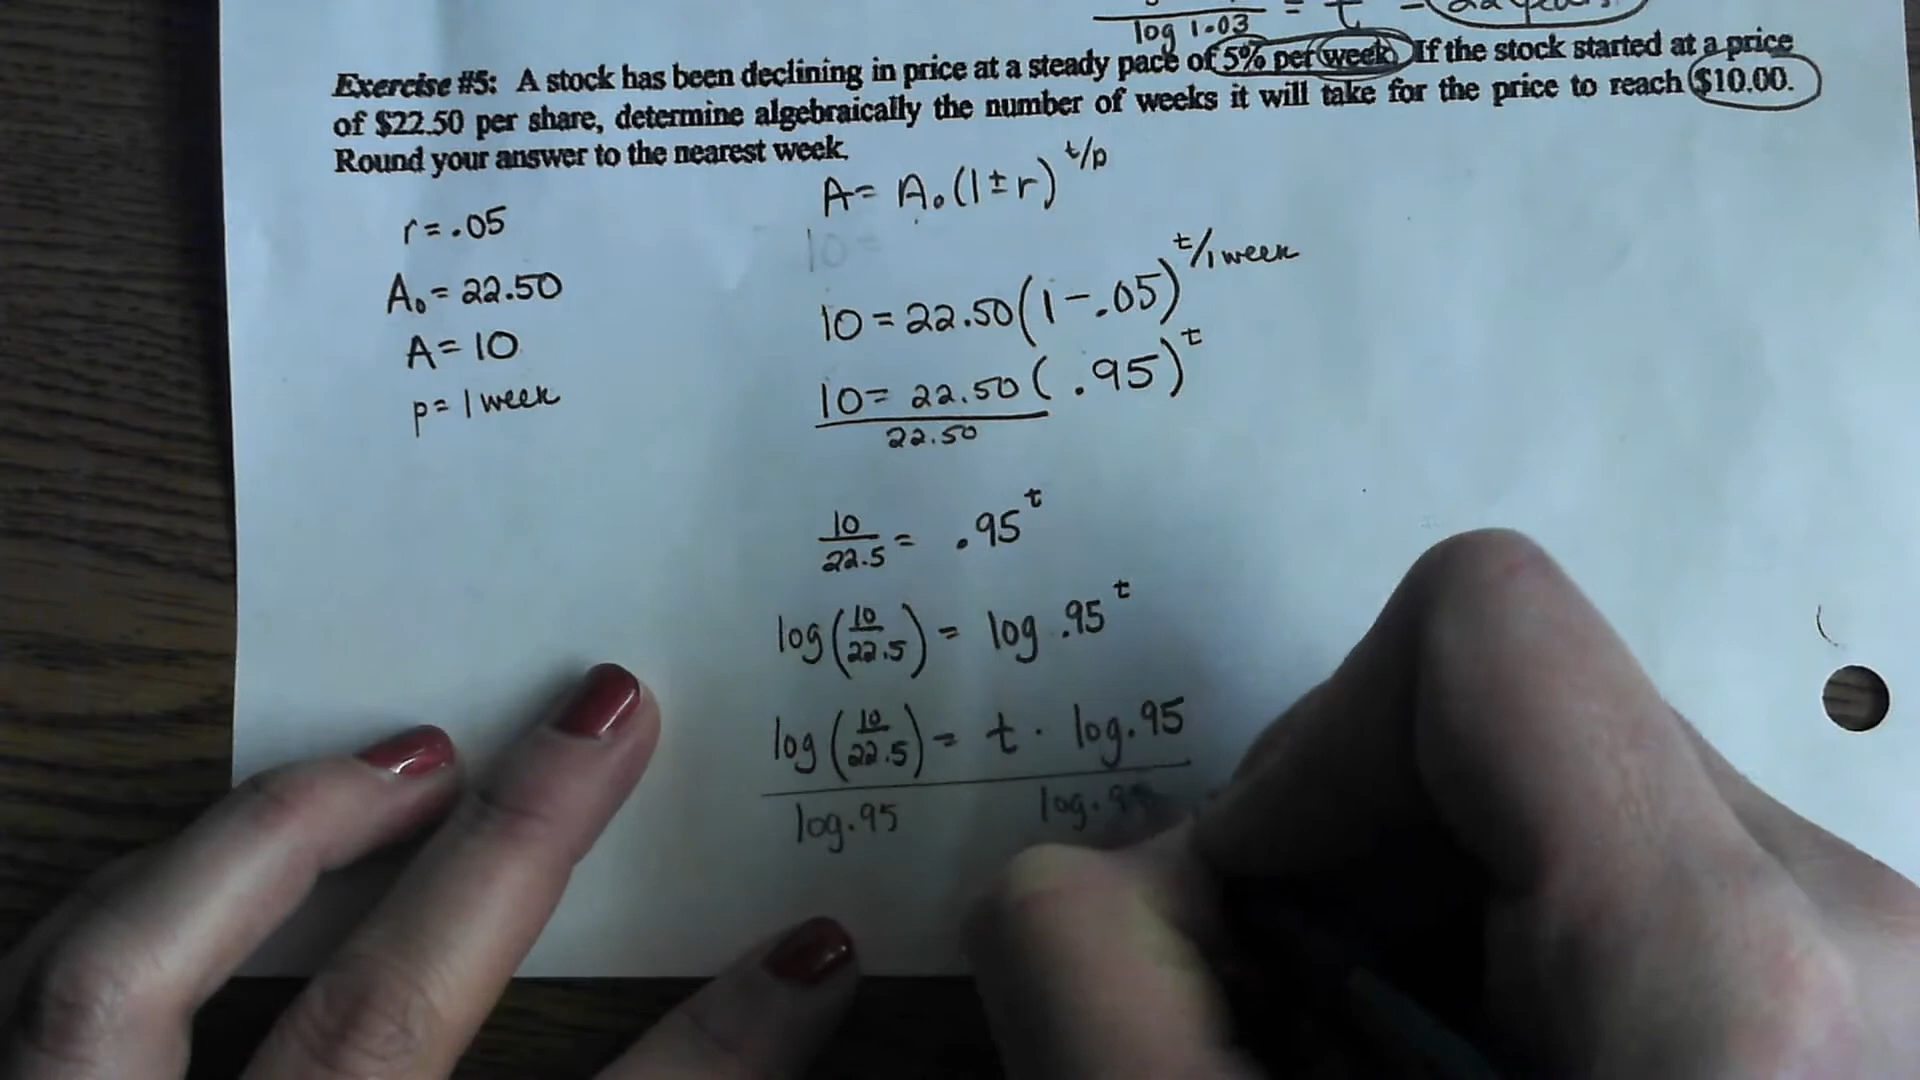 log 1.03 = t =
Exercise #5: A stock has been declining in price at a steady pace of 5% per week. If the stock started at a price
of $22.50 per share, determine algebraically the number of weeks it will take for the price to reach $10.00.
Round your answer to the nearest week.
A = A₀(1±r)^t/p
r = .05
10 =
A₀ = 22.50
10 = 22.50(1-.05)^t/1 week
A = 10
10 = 22.50(.95)^t
p = 1 week
22.50
10/22.5 = .95^t
log(10/22.5) = log .95^t
log(10/22.5) = t · log .95
log .95 log .95